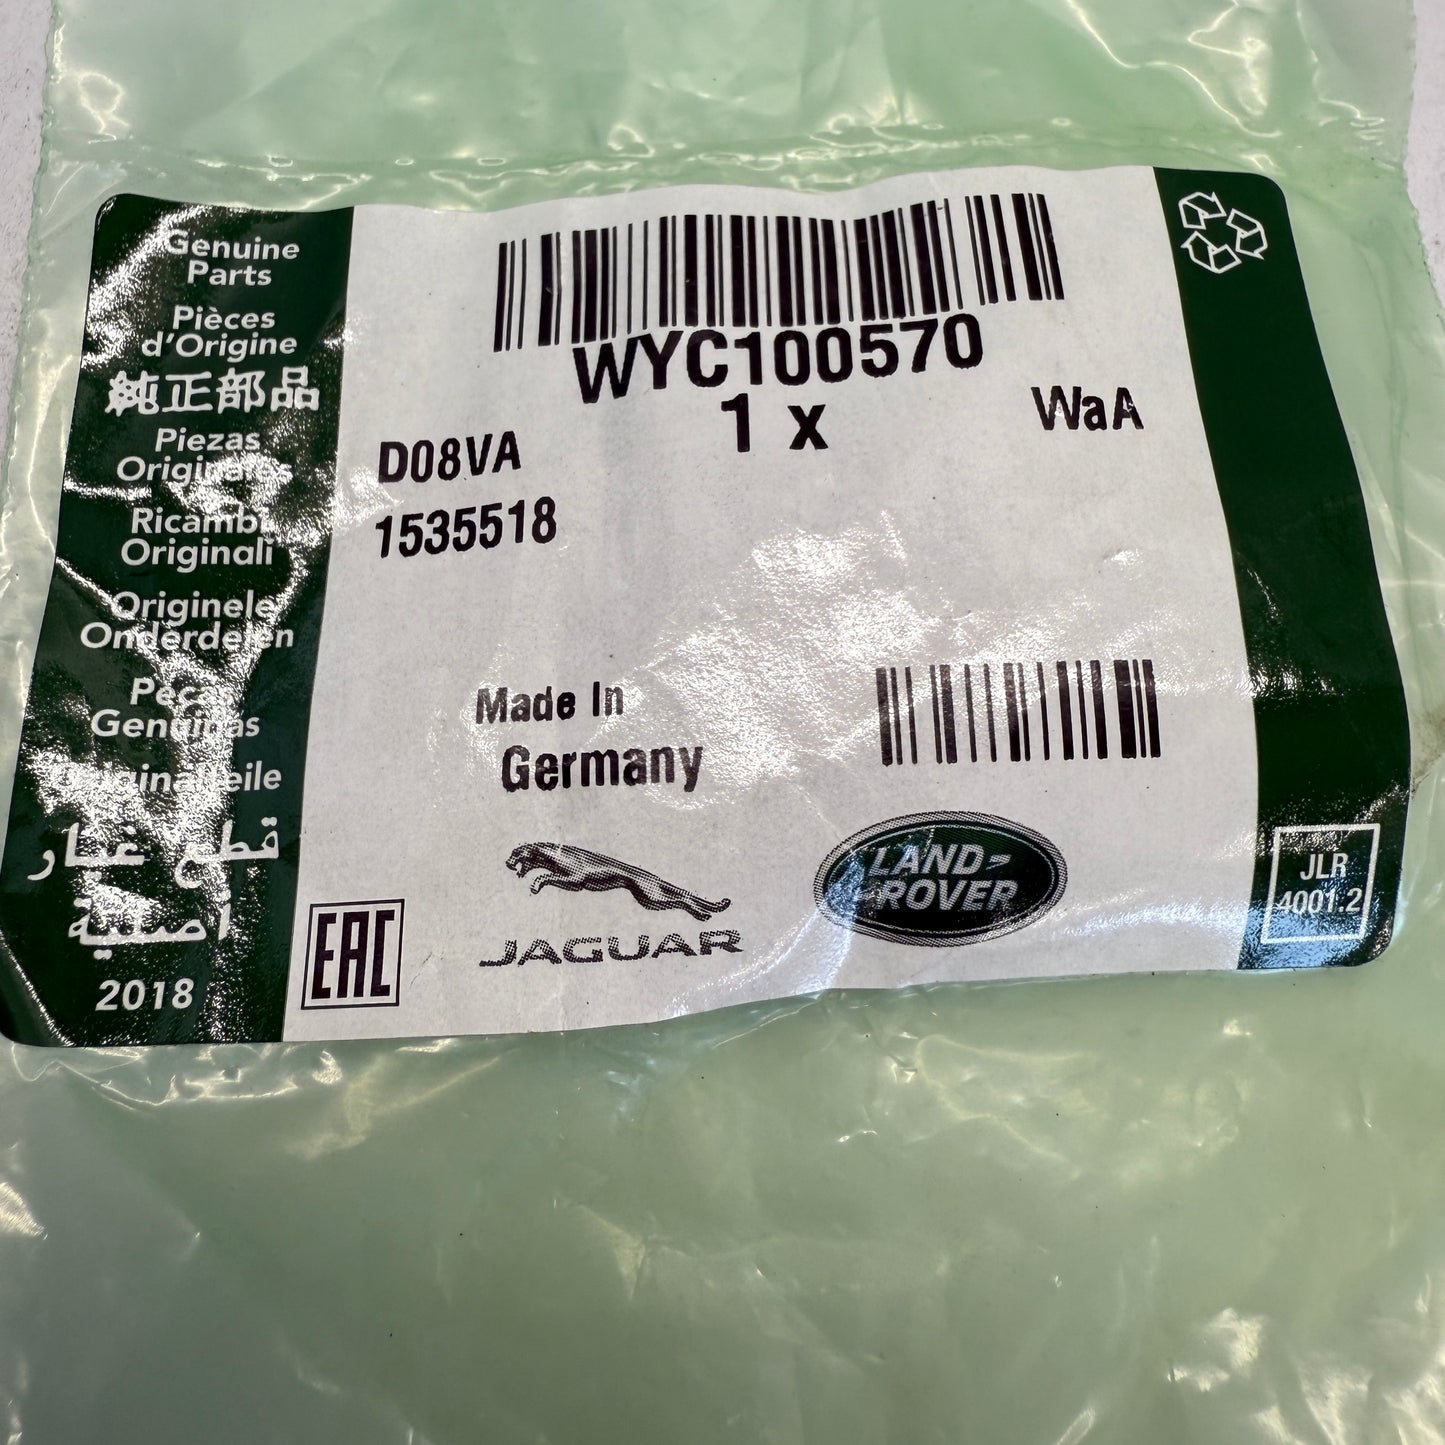 Genuine
Parts
Pièces
d'Origine
純正部品
Piezas
Originales
Ricambi
Originali
Originele
Onderdelen
Peças
Genuinas
Originalteile
قطع غيار
أصلية
2018
WYC100570
1 x
WaA
D08VA
1535518
Made In
Germany
EAC
JAGUAR
LAND-
ROVER
JLR
4001.2